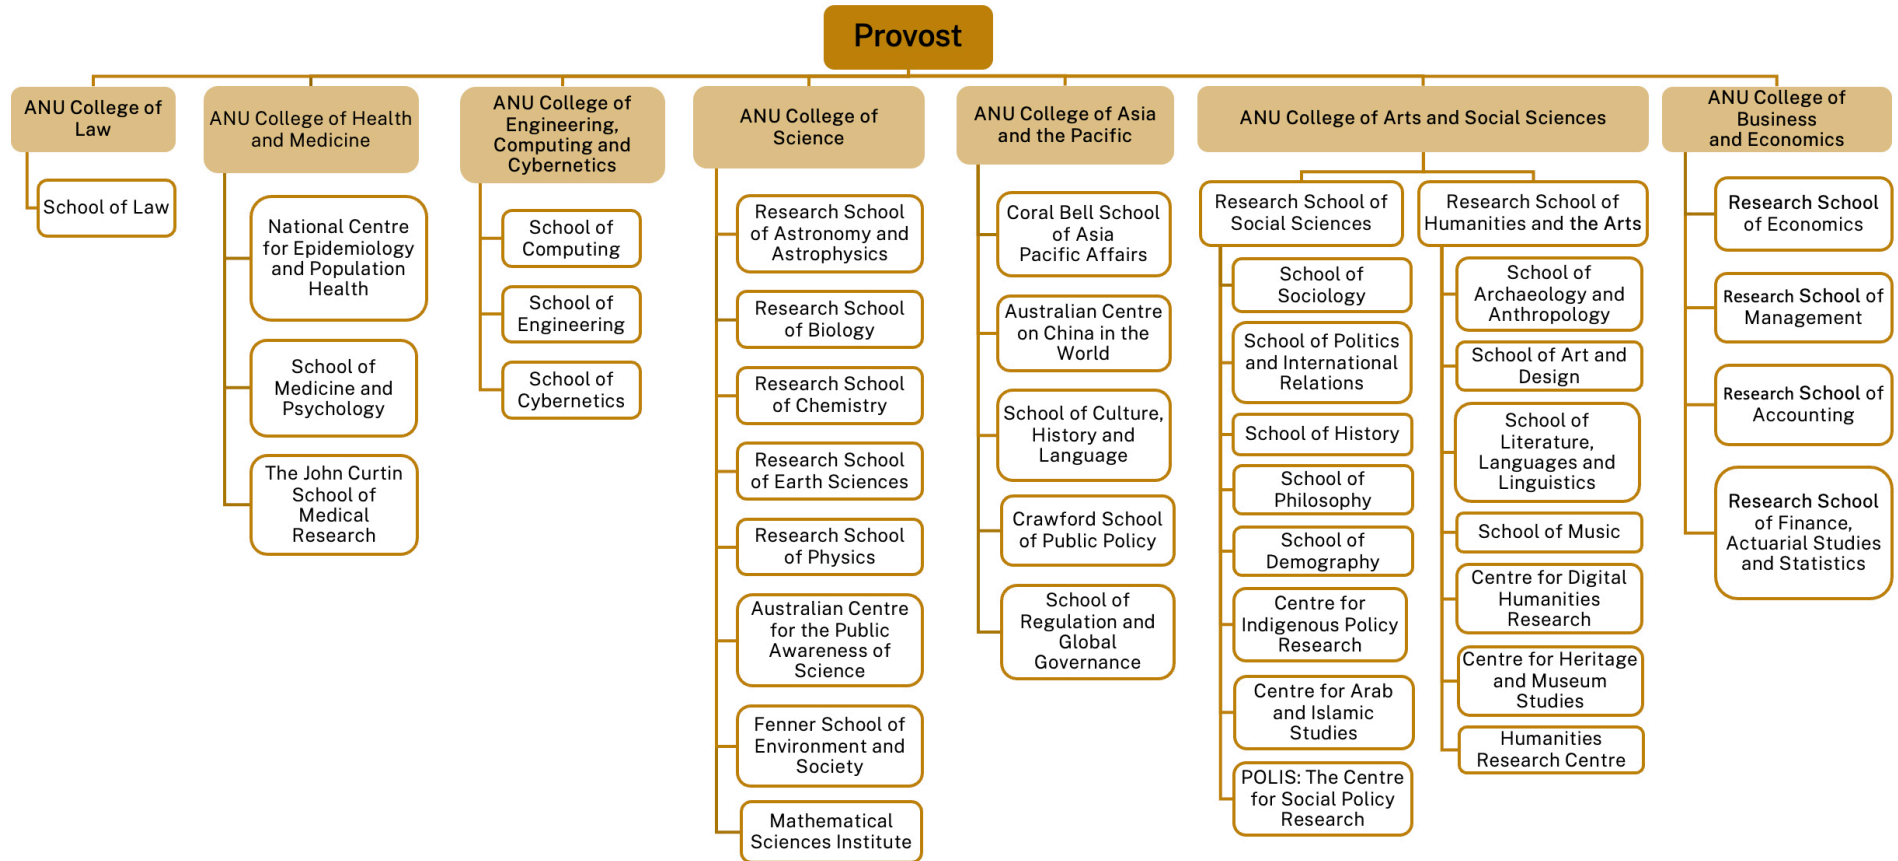 Provost
ANU College of
Law
School of Law
ANU College of Health
and Medicine
National Centre
for Epidemiology
and Population
Health
School of
Medicine and
Psychology
The John Curtin
School of
Medical
Research
ANU College of
Engineering,
Computing and
Cybernetics
School of
Computing
School of
Engineering
School of
Cybernetics
ANU College of
Science
Research School
of Astronomy and
Astrophysics
Research School
of Biology
Research School
of Chemistry
Research School
of Earth Sciences
Research School
of Physics
Australian Centre
for the Public
Awareness of
Science
Fenner School of
Environment and
Society
Mathematical
Sciences Institute
ANU College of Asia
and the Pacific
Coral Bell School
of Asia
Pacific Affairs
Australian Centre
on China in the
World
School of Culture,
History and
Language
Crawford School
of Public Policy
School of
Regulation and
Global
Governance
ANU College of Arts and Social Sciences
Research School of
Social Sciences
School of
Sociology
School of Politics
and International
Relations
School of History
School of
Philosophy
School of
Demography
Centre for
Indigenous Policy
Research
Centre for Arab
and Islamic
Studies
POLIS: The Centre
for Social Policy
Research
Research School of
Humanities and the Arts
School of
Archaeology and
Anthropology
School of Art and
Design
School of
Literature,
Languages and
Linguistics
School of Music
Centre for Digital
Humanities
Research
Centre for Heritage
and Museum
Studies
Humanities
Research Centre
ANU College of
Business
and Economics
Research School
of Economics
Research School of
Management
Research School of
Accounting
Research School
of Finance,
Actuarial Studies
and Statistics